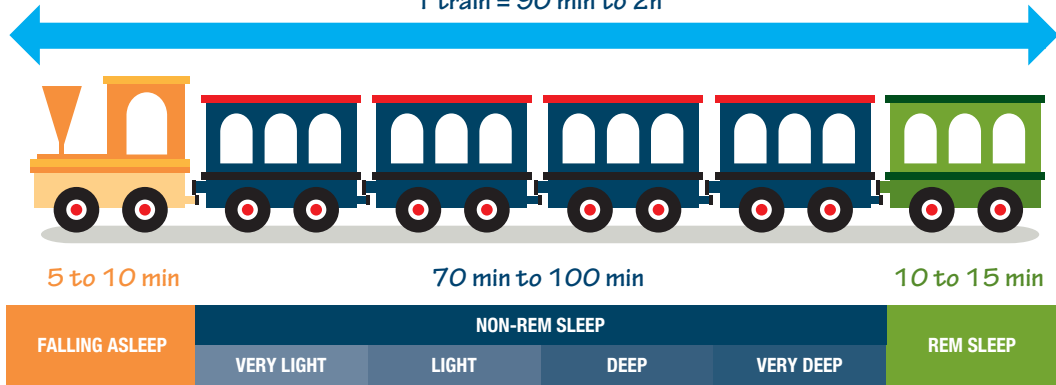 1 train = 90 min to 2h
5 to 10 min
70 min to 100 min
10 to 15 min
FALLING ASLEEP
NON-REM SLEEP
VERY LIGHT
LIGHT
DEEP
VERY DEEP
REM SLEEP